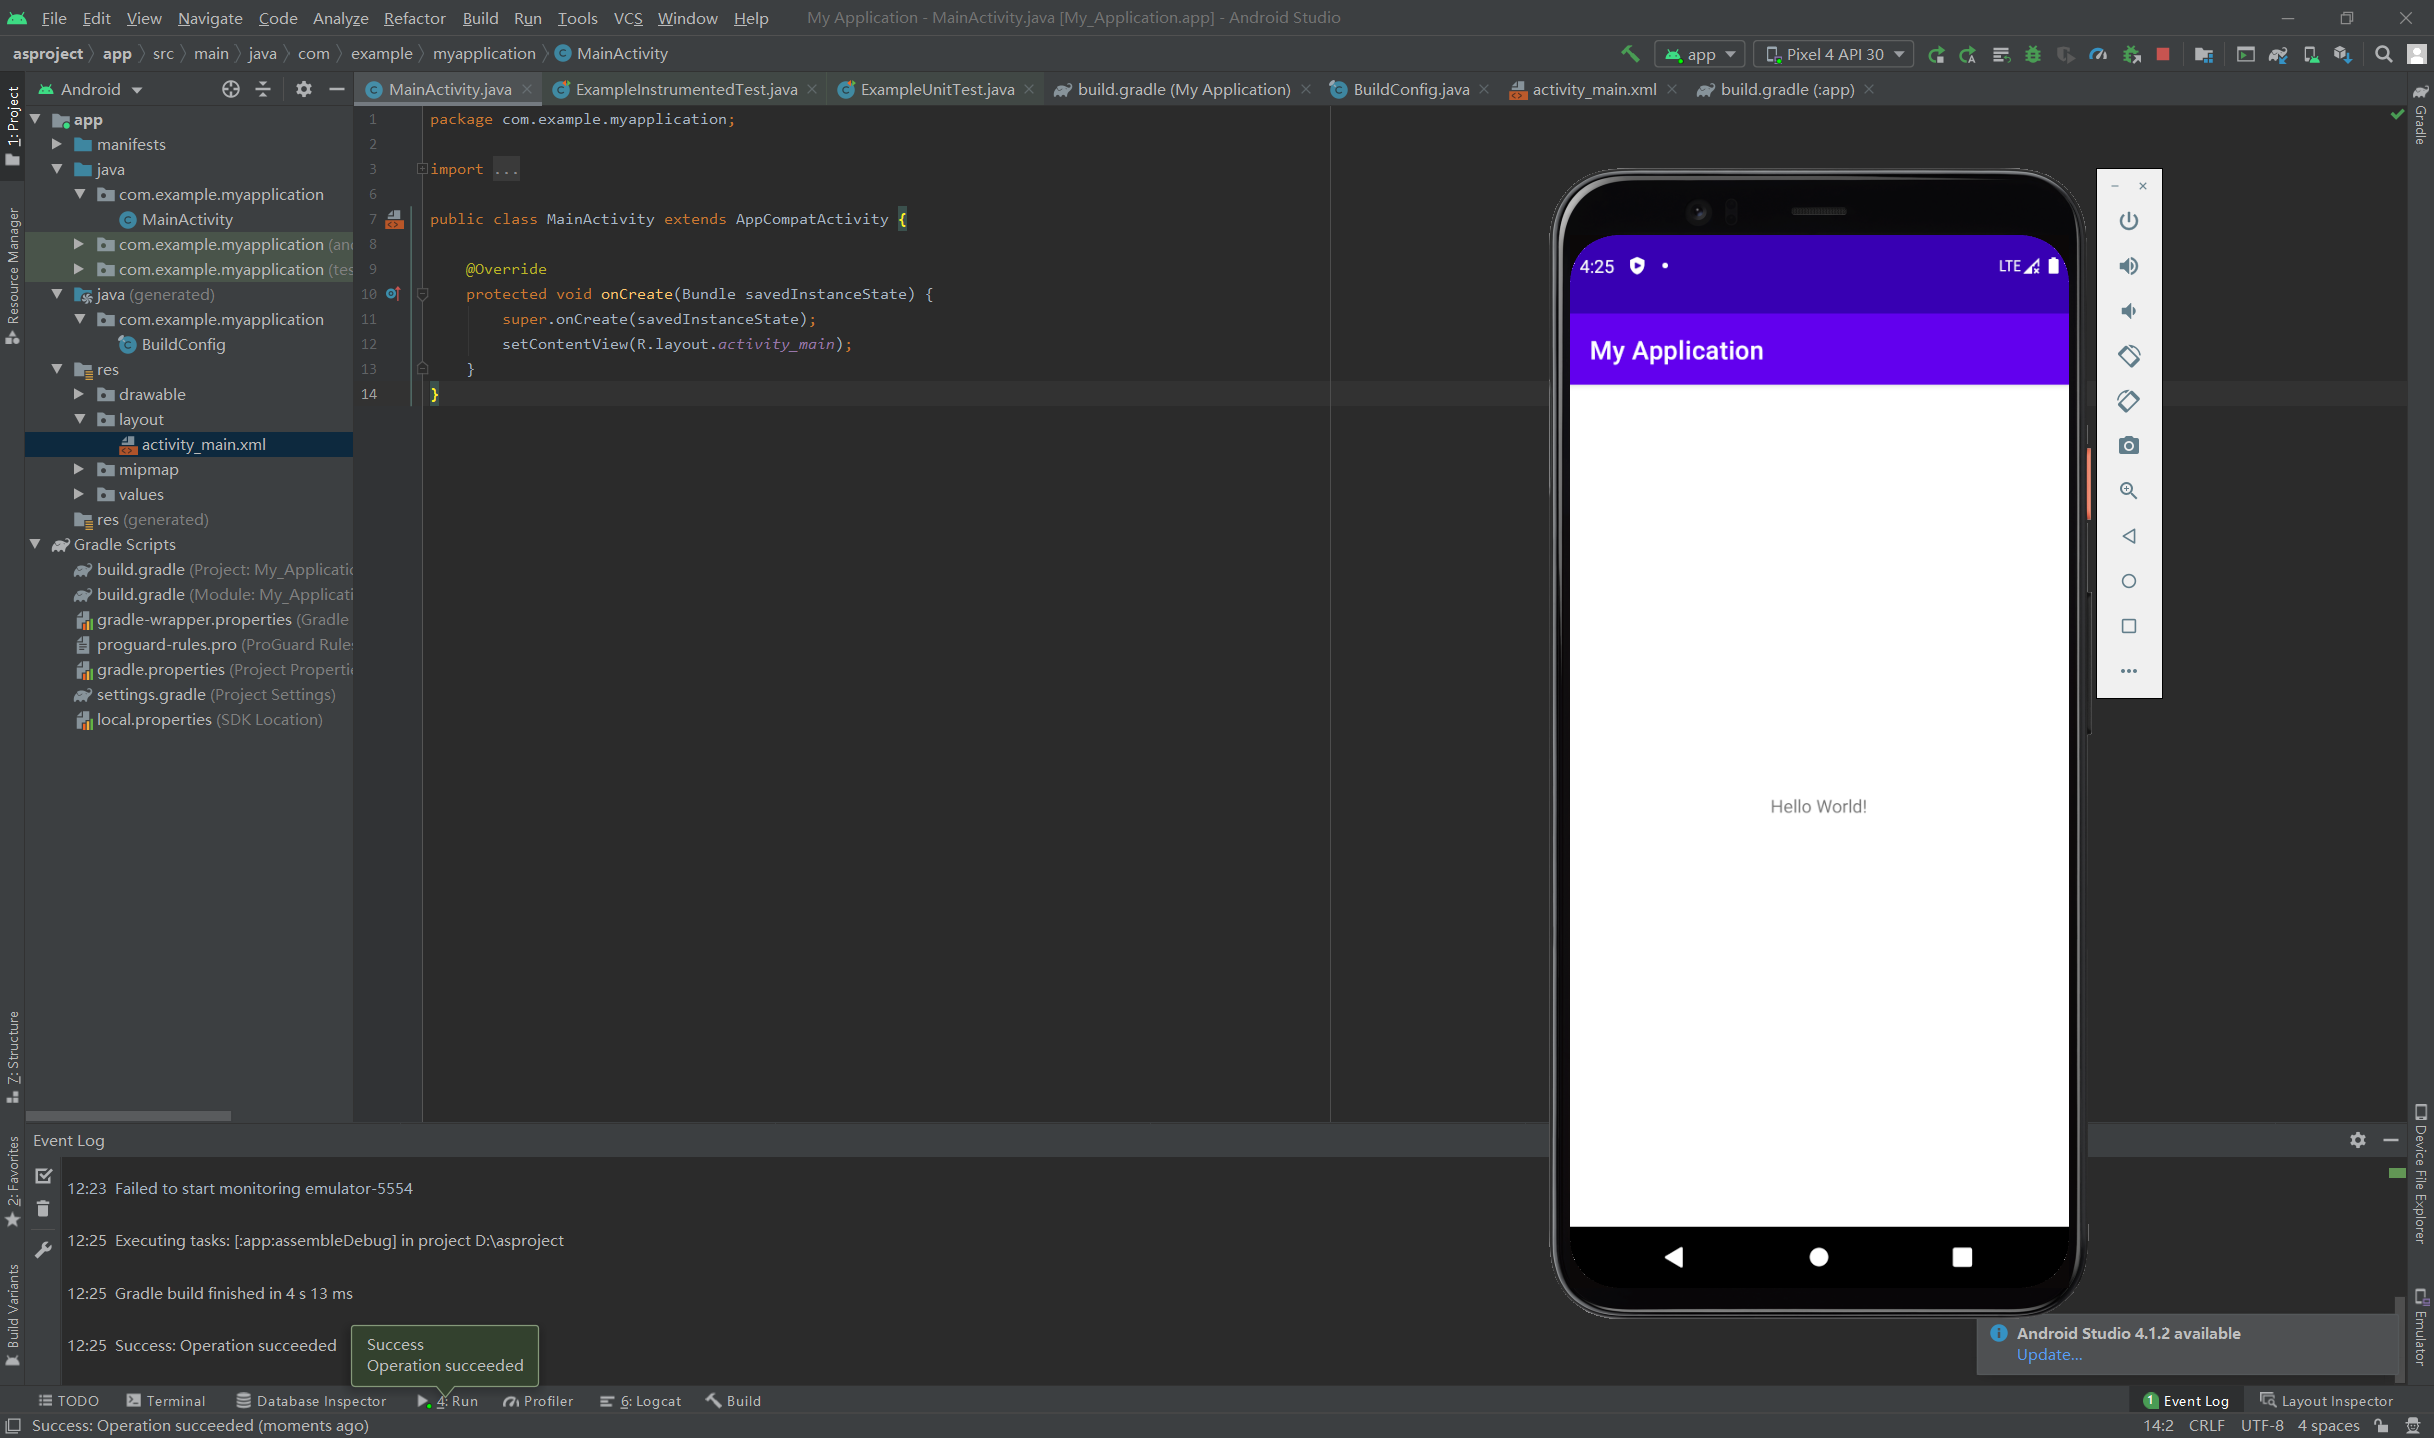 File Edit View Navigate Code Analyze Refactor Build Run Tools VCS Window Help My Application - MainActivity.java [My_Application.app] - Android Studio
asproject app src main java com example myapplication MainActivity app Pixel 4 API 30
Android MainActivity.java ExampleInstrumentedTest.java ExampleUnitTest.java build.gradle (My Application) BuildConfig.java activity_main.xml build.gradle (:app)
1: Project
Resource Manager
7: Structure
2: Favorites
Build Variants
app
manifests
java
com.example.myapplication
MainActivity
com.example.myapplication (and
com.example.myapplication (tes
java (generated)
com.example.myapplication
BuildConfig
res
drawable
layout
activity_main.xml
mipmap
values
res (generated)
Gradle Scripts
build.gradle (Project: My_Applicatio
build.gradle (Module: My_Applicati
gradle-wrapper.properties (Gradle
proguard-rules.pro (ProGuard Rules
gradle.properties (Project Properti
settings.gradle (Project Settings)
local.properties (SDK Location)
1 package com.example.myapplication;
2
3 import ...
6
7 public class MainActivity extends AppCompatActivity {
8
9 @Override
10 protected void onCreate(Bundle savedInstanceState) {
11 super.onCreate(savedInstanceState);
12 setContentView(R.layout.activity_main);
13 }
14 }
4:25 LTE
My Application
Hello World!
Gradle
Device File Explorer
Emulator
Event Log
12:23 Failed to start monitoring emulator-5554
12:25 Executing tasks: [:app:assembleDebug] in project D:\asproject
12:25 Gradle build finished in 4 s 13 ms
12:25 Success: Operation succeeded
Success
Operation succeeded
Android Studio 4.1.2 available
Update...
TODO Terminal Database Inspector 4: Run Profiler 6: Logcat Build 1 Event Log Layout Inspector
Success: Operation succeeded (moments ago) 14:2 CRLF UTF-8 4 spaces